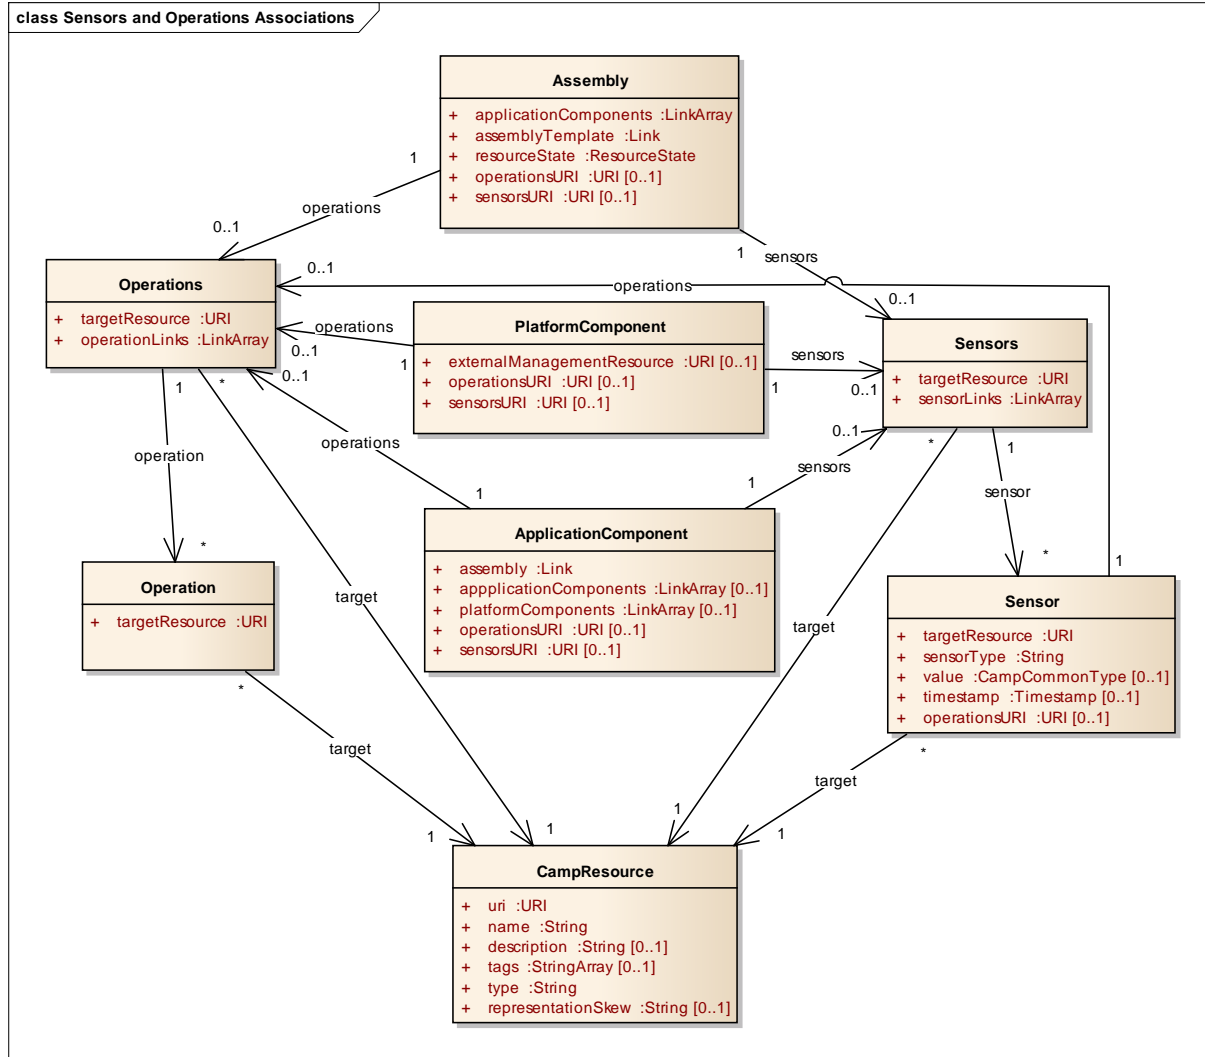 class Sensors and Operations Associations
Assembly
+ applicationComponents :LinkArray
+ assemblyTemplate :Link
+ resourceState :ResourceState
+ operationsURI :URI [0..1]
+ sensorsURI :URI [0..1]
1
operations
0..1
1
sensors
0..1
Operations
+ targetResource :URI
+ operationLinks :LinkArray
0..1
operations
PlatformComponent
+ externalManagementResource :URI [0..1]
+ operationsURI :URI [0..1]
+ sensorsURI :URI [0..1]
operations
0..1
1
sensors
1
0..1
Sensors
+ targetResource :URI
+ sensorLinks :LinkArray
1
*
0..1
operations
1
operation
*
0..1
sensors
1
*
1
sensor
*
1
ApplicationComponent
+ assembly :Link
+ appplicationComponents :LinkArray [0..1]
+ platformComponents :LinkArray [0..1]
+ operationsURI :URI [0..1]
+ sensorsURI :URI [0..1]
Operation
+ targetResource :URI
*
target
1
target
1
target
1
Sensor
+ targetResource :URI
+ sensorType :String
+ value :CampCommonType [0..1]
+ timestamp :Timestamp [0..1]
+ operationsURI :URI [0..1]
*
target
1
CampResource
+ uri :URI
+ name :String
+ description :String [0..1]
+ tags :StringArray [0..1]
+ type :String
+ representationSkew :String [0..1]